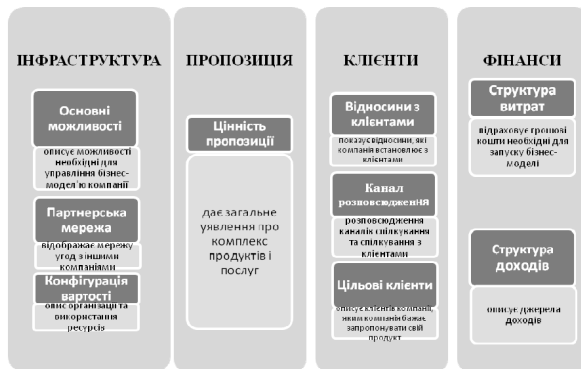 ІНФРАСТРУКТУРА
Основні
можливості
описує можливості
необхідні для
управління бізнес-
модел'ю компанії
Партнерська
мережа
відображає мережу
угод з іншими
компаніями
Конфігурація
вартості
опис організації та
використання
ресурсів
ПРОПОЗИЦІЯ
Цінність
пропозиції
дає загальне
уявлення про
комплекс
продуктів і
послуг
КЛІЄНТИ
Відносини з
клієнтами
показує відносини, які
компанія встановлює з
клієнтами
Канал
розповсюдження
розповсюдження
каналів спілкування
та спілкування з
клієнтами
Цільові клієнти
описує клієнтів компанії,
яким компанія бажає
запропонувати свій
продукт
ФІНАНСИ
Структура
витрат
відраховує грошові
кошти необхідні для
запуску бізнес-
моделі
Структура
доходів
описує джерела
доходів